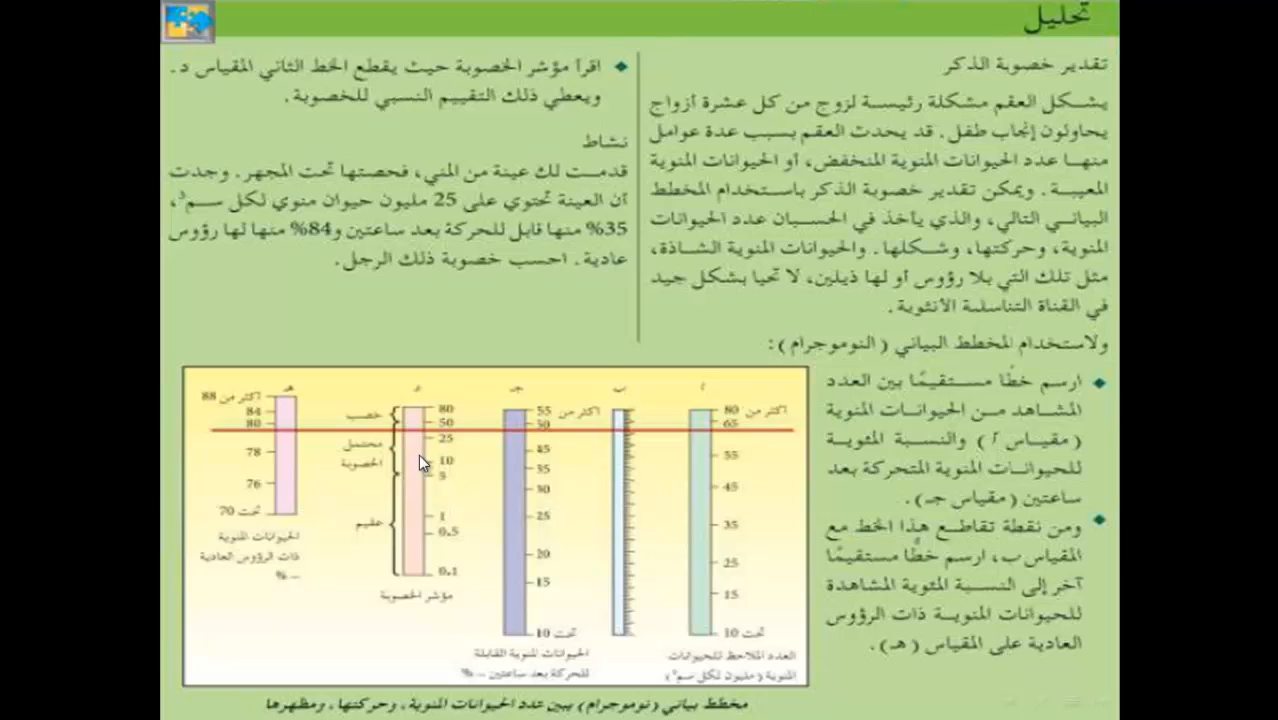 تحليل
تقدير خصوبة الذكر
يشكل العقم مشكلة رئيسة لزوج من كل عشرة أزواج
يحاولون إنجاب طفل. قد يحدث العقم بسبب عدة عوامل
منها عدد الحيوانات المنوية المنخفض، أو الحيوانات المنوية
المعيبة. ويمكن تقدير خصوبة الذكر باستخدام المخطط
البياني التالي، والذي يأخذ في الحسبان عدد الحيوانات
المنوية، وحركتها، وشكلها. والحيوانات المنوية الشاذة،
مثل تلك التي بلا رؤوس أو لها ذيلين، لا تحيا بشكل جيد
في القناة التناسلية الأنثوية.
ولاستخدام المخطط البياني (النوموجرام):
ارسم خطًا مستقيمًا بين العدد
المشاهد من الحيوانات المنوية
(مقياس أ) والنسبة المئوية
للحيوانات المنوية المتحركة بعد
ساعتين (مقياس جـ).
ومن نقطة تقاطع هذا الخط مع
المقياس ب، ارسم خطًا مستقيمًا
آخر إلى النسبة المئوية المشاهدة
للحيوانات المنوية ذات الرؤوس
العادية على المقياس (هـ).
اقرأ مؤشر الخصوبة حيث يقطع الخط الثاني المقياس د.
ويعطي ذلك التقييم النسبي للخصوبة.
نشاط
قدمت لك عينة من المني، فحصتها تحت المجهر. وجدت
أن العينة تحتوي على 25 مليون حيوان منوي لكل سم³،
35% منها قابل للحركة بعد ساعتين و84% منها لها رؤوس
عادية. احسب خصوبة ذلك الرجل.
أ
أكثر من 80
65
55
45
35
25
15
تحت 10
العدد الملاحظ للحيوانات
المنوية (مليون لكل سم³)
ب
جـ
أكثر من 55
50
45
35
30
25
20
15
تحت 10
الحيوانات المنوية القابلة
للحركة بعد ساعتين – %
د
80
50
25
10
5
1
0.5
0.1
خصب
محتمل
الخصوبة
عقيم
مؤشر الخصوبة
هـ
أكثر من 88
84
80
78
76
تحت 70
الحيوانات المنوية
ذات الرؤوس العادية
– %
مخطط بياني (نوموجرام) يبين عدد الحيوانات المنوية، وحركتها، ومظهرها